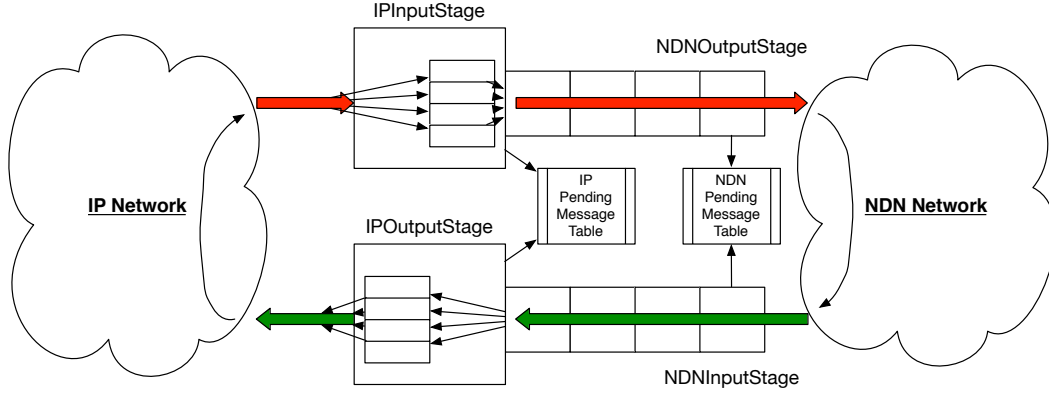 IPInputStage
NDNOutputStage
IP Network
IP
Pending
Message
Table
NDN
Pending
Message
Table
NDN Network
IPOutputStage
NDNInputStage